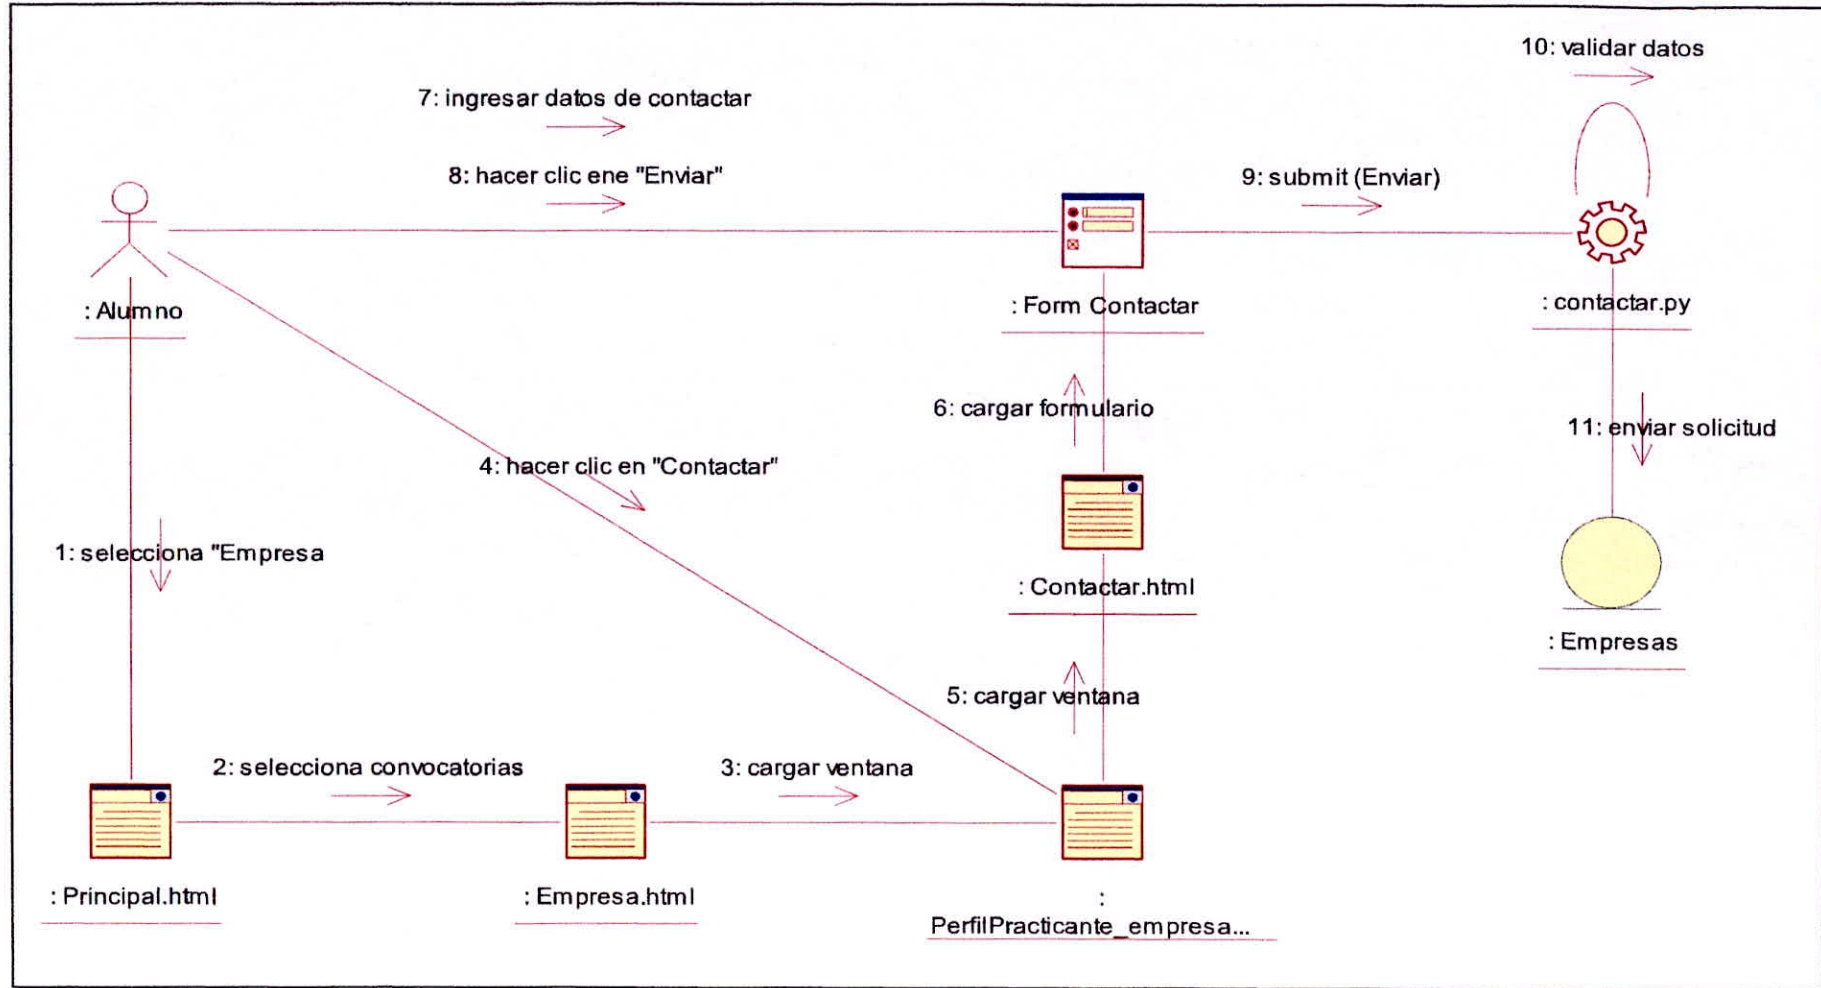 10: validar datos
7: ingresar datos de contactar
8: hacer clic ene "Enviar"
9: submit (Enviar)
: Alumno
: Form Contactar
: contactar.py
6: cargar formulario
11: enviar solicitud
4: hacer clic en "Contactar"
1: selecciona "Empresa
: Contactar.html
: Empresas
5: cargar ventana
2: selecciona convocatorias
3: cargar ventana
: Principal.html
: Empresa.html
:
PerfilPracticante_empresa...